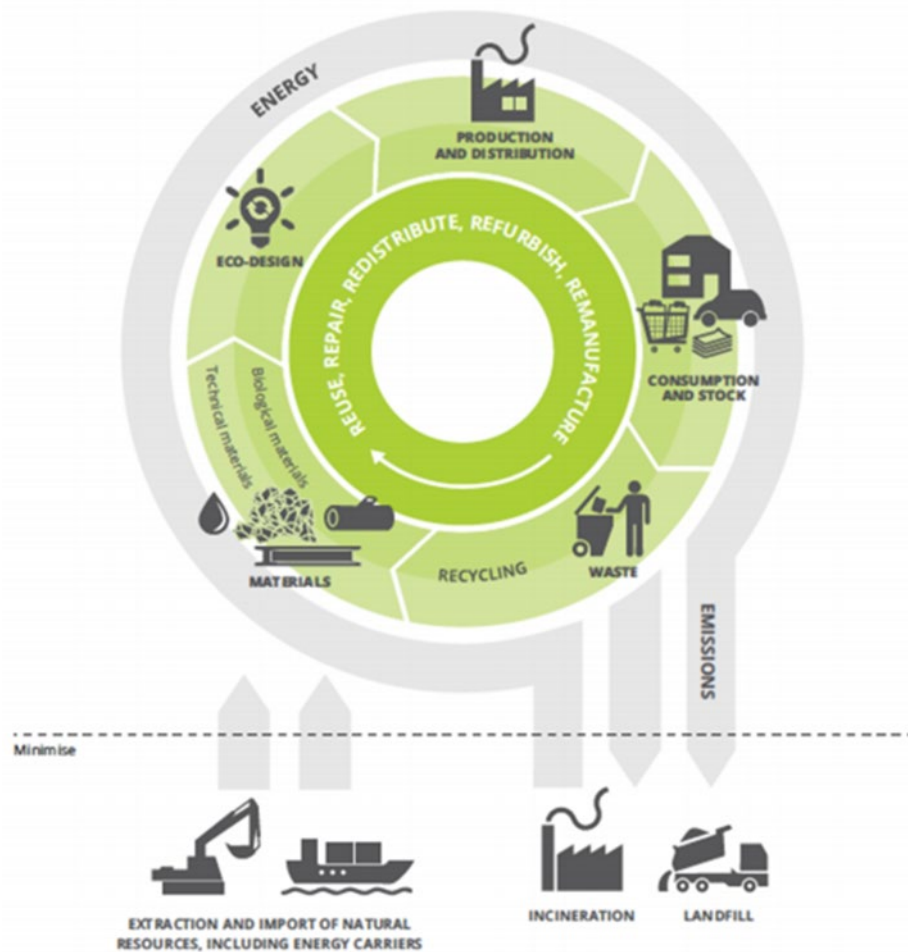 ENERGY
PRODUCTION
AND DISTRIBUTION
ECO-DESIGN
REUSE, REPAIR, REDISTRIBUTE, REFURBISH, REMANUFACTURE
CONSUMPTION
AND STOCK
Technical materials
Biological materials
MATERIALS
RECYCLING
WASTE
EMISSIONS
Minimise
EXTRACTION AND IMPORT OF NATURAL
RESOURCES, INCLUDING ENERGY CARRIERS
INCINERATION
LANDFILL